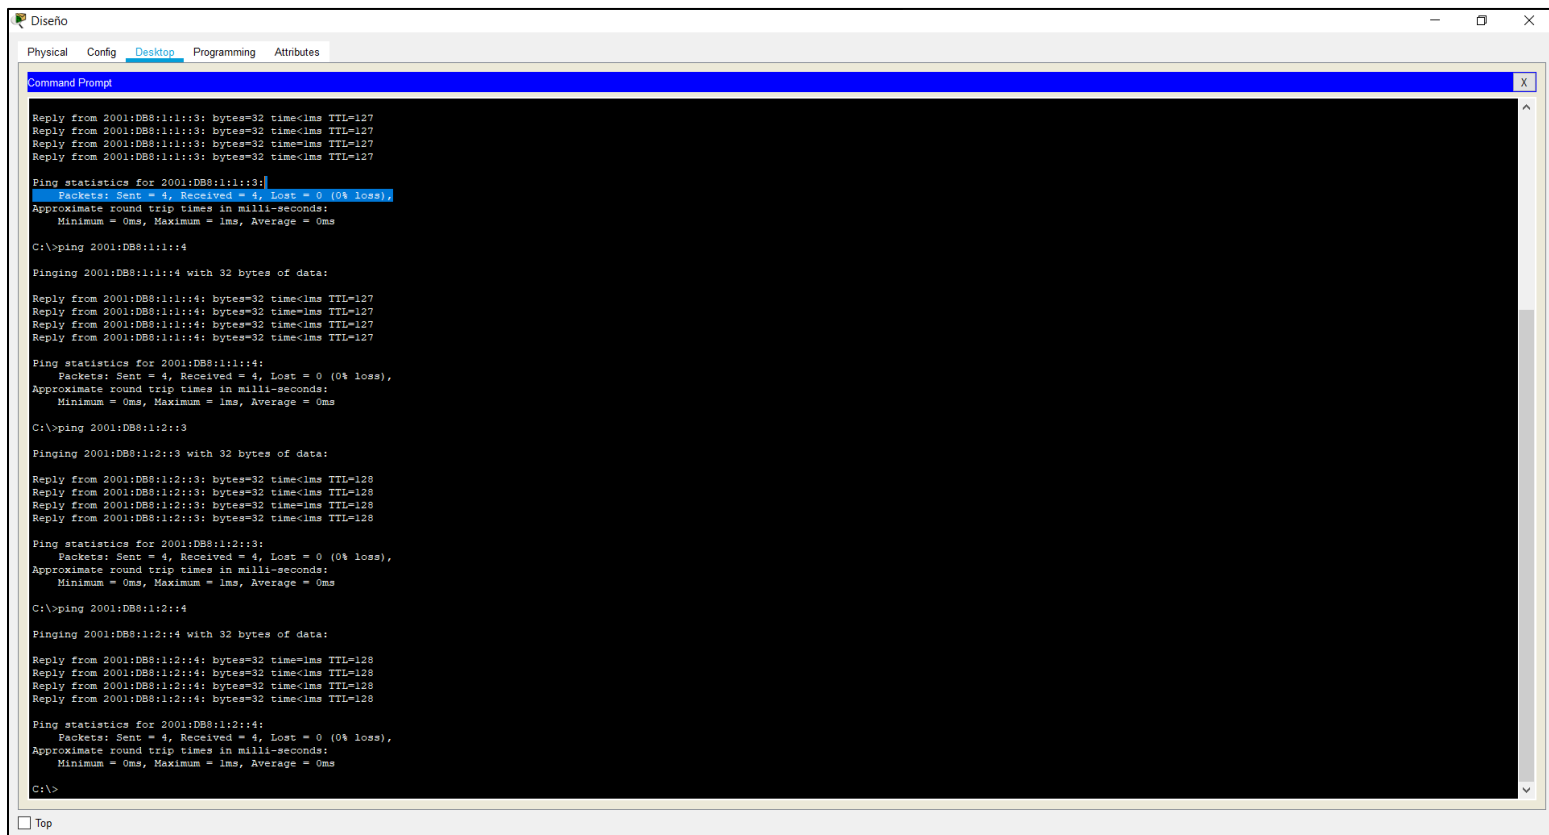 Diseño
Physical Config Desktop Programming Attributes
Command Prompt
X
Reply from 2001:DB8:1:1::3: bytes=32 time<1ms TTL=127
Reply from 2001:DB8:1:1::3: bytes=32 time<1ms TTL=127
Reply from 2001:DB8:1:1::3: bytes=32 time<1ms TTL=127
Reply from 2001:DB8:1:1::3: bytes=32 time<1ms TTL=127
Ping statistics for 2001:DB8:1:1::3:
Packets: Sent = 4, Received = 4, Lost = 0 (0% loss),
Approximate round trip times in milli-seconds:
Minimum = 0ms, Maximum = 1ms, Average = 0ms
C:\>ping 2001:DB8:1:1::4
Pinging 2001:DB8:1:1::4 with 32 bytes of data:
Reply from 2001:DB8:1:1::4: bytes=32 time<1ms TTL=127
Reply from 2001:DB8:1:1::4: bytes=32 time=1ms TTL=127
Reply from 2001:DB8:1:1::4: bytes=32 time<1ms TTL=127
Reply from 2001:DB8:1:1::4: bytes=32 time<1ms TTL=127
Ping statistics for 2001:DB8:1:1::4:
Packets: Sent = 4, Received = 4, Lost = 0 (0% loss),
Approximate round trip times in milli-seconds:
Minimum = 0ms, Maximum = 1ms, Average = 0ms
C:\>ping 2001:DB8:1:2::3
Pinging 2001:DB8:1:2::3 with 32 bytes of data:
Reply from 2001:DB8:1:2::3: bytes=32 time<1ms TTL=128
Reply from 2001:DB8:1:2::3: bytes=32 time<1ms TTL=128
Reply from 2001:DB8:1:2::3: bytes=32 time=1ms TTL=128
Reply from 2001:DB8:1:2::3: bytes=32 time<1ms TTL=128
Ping statistics for 2001:DB8:1:2::3:
Packets: Sent = 4, Received = 4, Lost = 0 (0% loss),
Approximate round trip times in milli-seconds:
Minimum = 0ms, Maximum = 1ms, Average = 0ms
C:\>ping 2001:DB8:1:2::4
Pinging 2001:DB8:1:2::4 with 32 bytes of data:
Reply from 2001:DB8:1:2::4: bytes=32 time=1ms TTL=128
Reply from 2001:DB8:1:2::4: bytes=32 time<1ms TTL=128
Reply from 2001:DB8:1:2::4: bytes=32 time<1ms TTL=128
Reply from 2001:DB8:1:2::4: bytes=32 time<1ms TTL=128
Ping statistics for 2001:DB8:1:2::4:
Packets: Sent = 4, Received = 4, Lost = 0 (0% loss),
Approximate round trip times in milli-seconds:
Minimum = 0ms, Maximum = 1ms, Average = 0ms
C:\>
Top